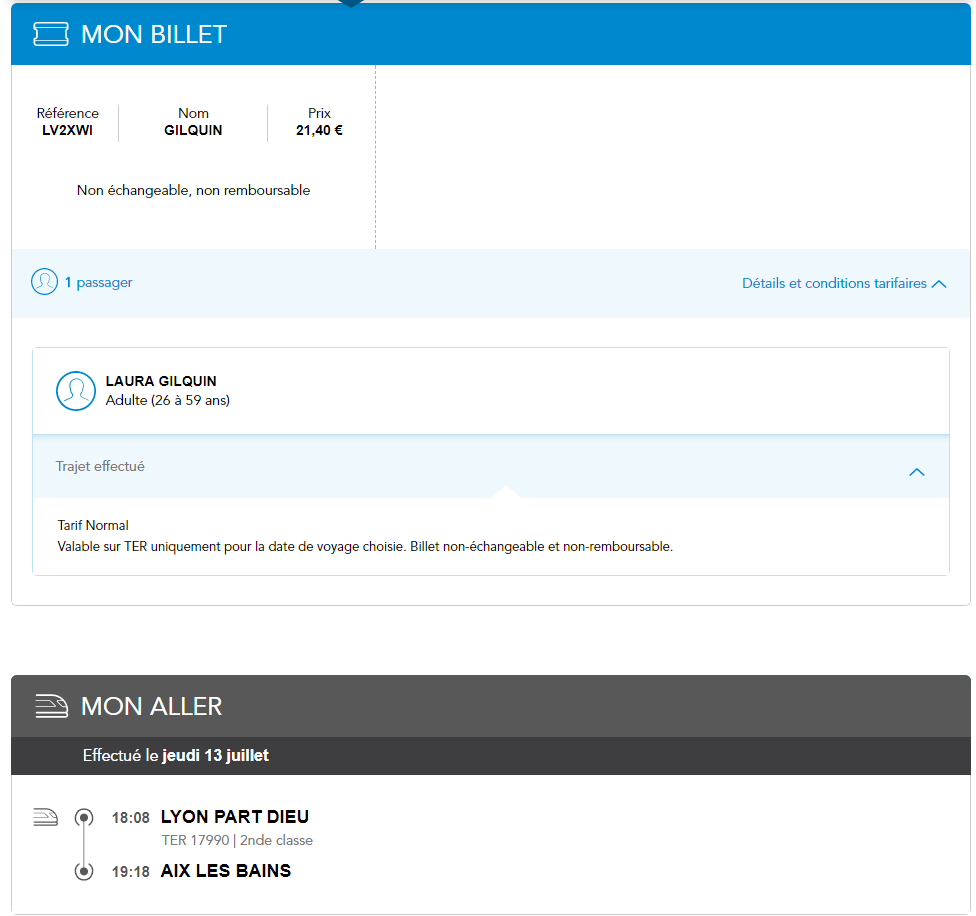 MON BILLET
Référence Nom Prix
LV2XWI GILQUIN 21,40 €
Non échangeable, non remboursable
1 passager Détails et conditions tarifaires
LAURA GILQUIN
Adulte (26 à 59 ans)
Trajet effectué
Tarif Normal
Valable sur TER uniquement pour la date de voyage choisie. Billet non-échangeable et non-remboursable.
MON ALLER
Effectué le jeudi 13 juillet
18:08 LYON PART DIEU
TER 17990 | 2nde classe
19:18 AIX LES BAINS